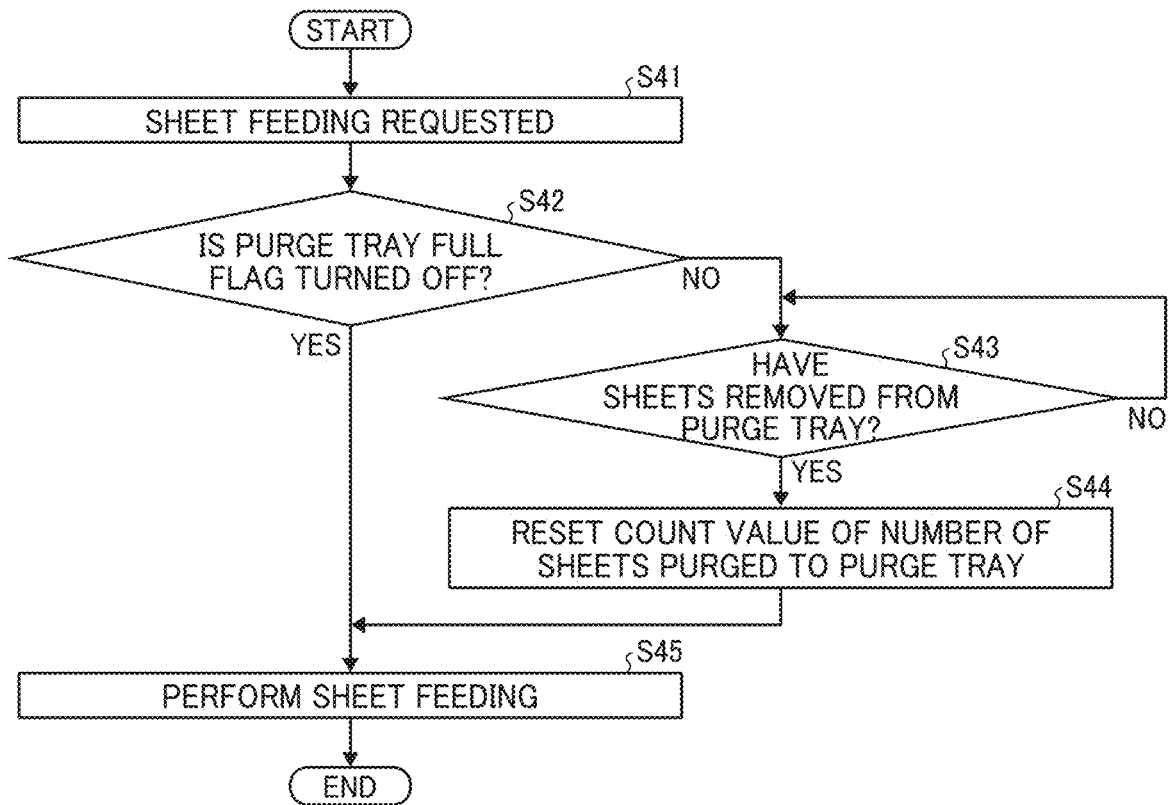 START
S41
SHEET FEEDING REQUESTED
S42
IS PURGE TRAY FULL
FLAG TURNED OFF?
NO
YES
S43
HAVE
SHEETS REMOVED FROM
PURGE TRAY?
NO
YES
S44
RESET COUNT VALUE OF NUMBER OF
SHEETS PURGED TO PURGE TRAY
S45
PERFORM SHEET FEEDING
END